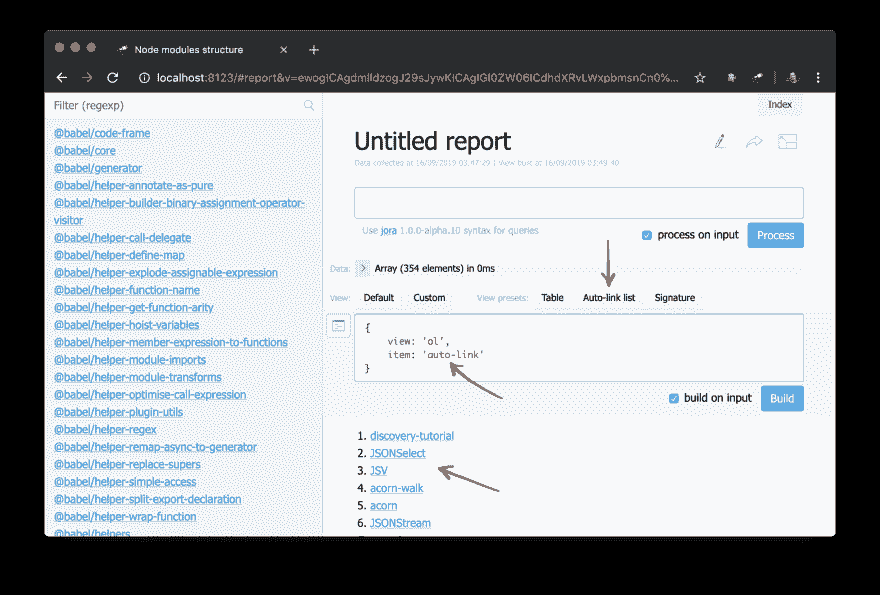 Node modules structure
localhost:8123/#report&v=ewogICAgdmlldzogJ29sJywKICAgIGl0ZW06ICdhdXRvLWxpbmsnCn0%...
Filter (regexp)
@babel/code-frame
@babel/core
@babel/generator
@babel/helper-annotate-as-pure
@babel/helper-builder-binary-assignment-operator-
visitor
@babel/helper-call-delegate
@babel/helper-define-map
@babel/helper-explode-assignable-expression
@babel/helper-function-name
@babel/helper-get-function-arity
@babel/helper-hoist-variables
@babel/helper-member-expression-to-functions
@babel/helper-module-imports
@babel/helper-module-transforms
@babel/helper-optimise-call-expression
@babel/helper-plugin-utils
@babel/helper-regex
@babel/helper-remap-async-to-generator
@babel/helper-replace-supers
@babel/helper-simple-access
@babel/helper-split-export-declaration
@babel/helper-wrap-function
@babel/helpers
Index
Untitled report
Data collected at 16/09/2019 03:47:29 | View built at 16/09/2019 03:49:40
Use jora 1.0.0-alpha.10 syntax for queries
process on input Process
Data: > Array (354 elements) in 0ms
View: Default Custom View presets: Table Auto-link list Signature
{
view: 'ol',
item: 'auto-link'
}
build on input Build
1. discovery-tutorial
2. JSONSelect
3. JSV
4. acorn-walk
5. acorn
6. JSONStream